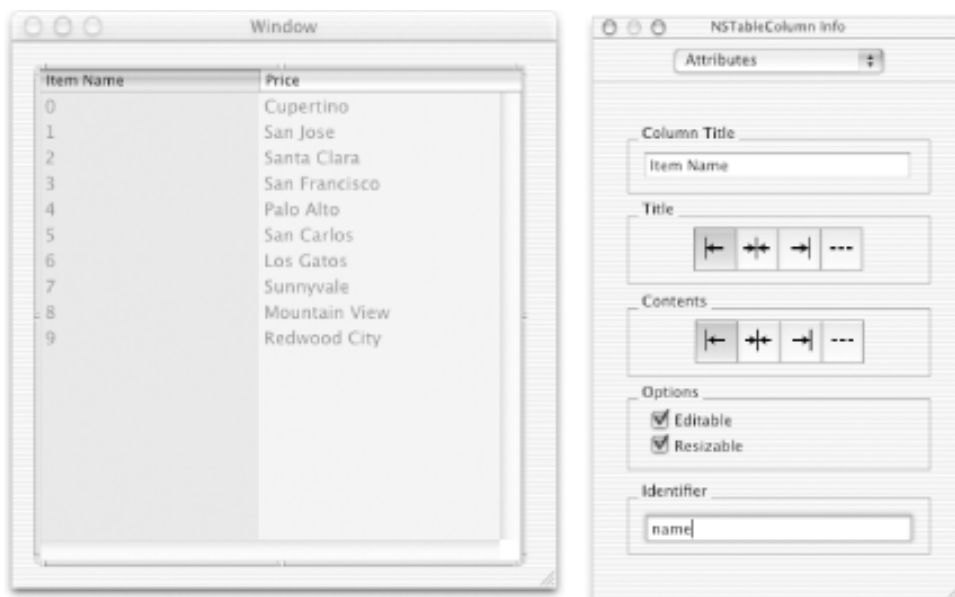 Window
Item Name Price
0 Cupertino
1 San Jose
2 Santa Clara
3 San Francisco
4 Palo Alto
5 San Carlos
6 Los Gatos
7 Sunnyvale
8 Mountain View
9 Redwood City
NSTableColumn Info
Attributes
Column Title
Item Name
Title
Contents
Options
Editable
Resizable
Identifier
name